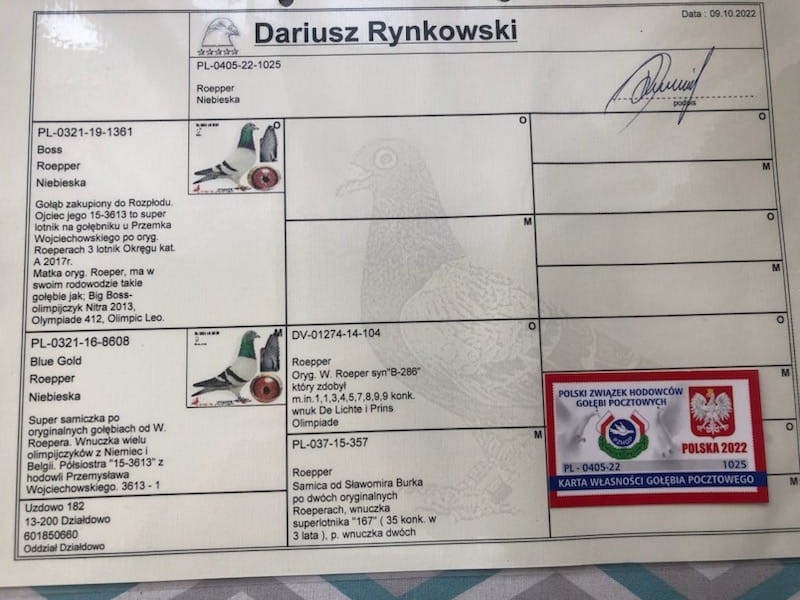 Data : 09.10.2022
Dariusz Rynkowski
PL-0405-22-1025
Roepper
Niebieska
podpis
PL-0321-19-1361
O
Boss
Roepper
Niebieska
Gołąb zakupiony do Rozpłodu.
Ojciec jego 15-3613 to super
lotnik na gołębniku u Przemka
Wojciechowskiego po oryg.
Roeperach 3 lotnik Okręgu kat.
A 2017r.
Matka oryg. Roeper, ma w
swoim rodowodzie takie
gołębie jak; Big Boss-
olimpijczyk Nitra 2013,
Olympiade 412, Olimpic Leo.
PL-0321-16-8608
M
Blue Gold
Roepper
Niebieska
Super samiczka po
oryginalnych gołębiach od W.
Roepera. Wnuczka wielu
olimpijczyków z Niemiec i
Belgii. Półsiostra "15-3613" z
hodowli Przemysława
Wojciechowskiego. 3613 - 1
O
M
DV-01274-14-104
O
Roepper
Oryg. W. Roeper syn"B-286"
który zdobył
m.in.1,1,3,4,5,7,8,9,9 konk.
wnuk De Lichte i Prins
Olimpiade
PL-037-15-357
M
Roepper
Samica od Sławomira Burka
po dwóch oryginalnych
Roeperach, wnuczka
superlotnika "167" ( 35 konk. w
3 lata ), p. wnuczka dwóch
O
M
O
M
O
M
O
M
POLSKI ZWIĄZEK HODOWCÓW
GOŁĘBI POCZTOWYCH
PZHGP
POLSKA 2022
PL - 0405-22 1025
KARTA WŁASNOŚCI GOŁĘBIA POCZTOWEGO
Uzdowo 182
13-200 Działdowo
601850660
Oddział Działdowo